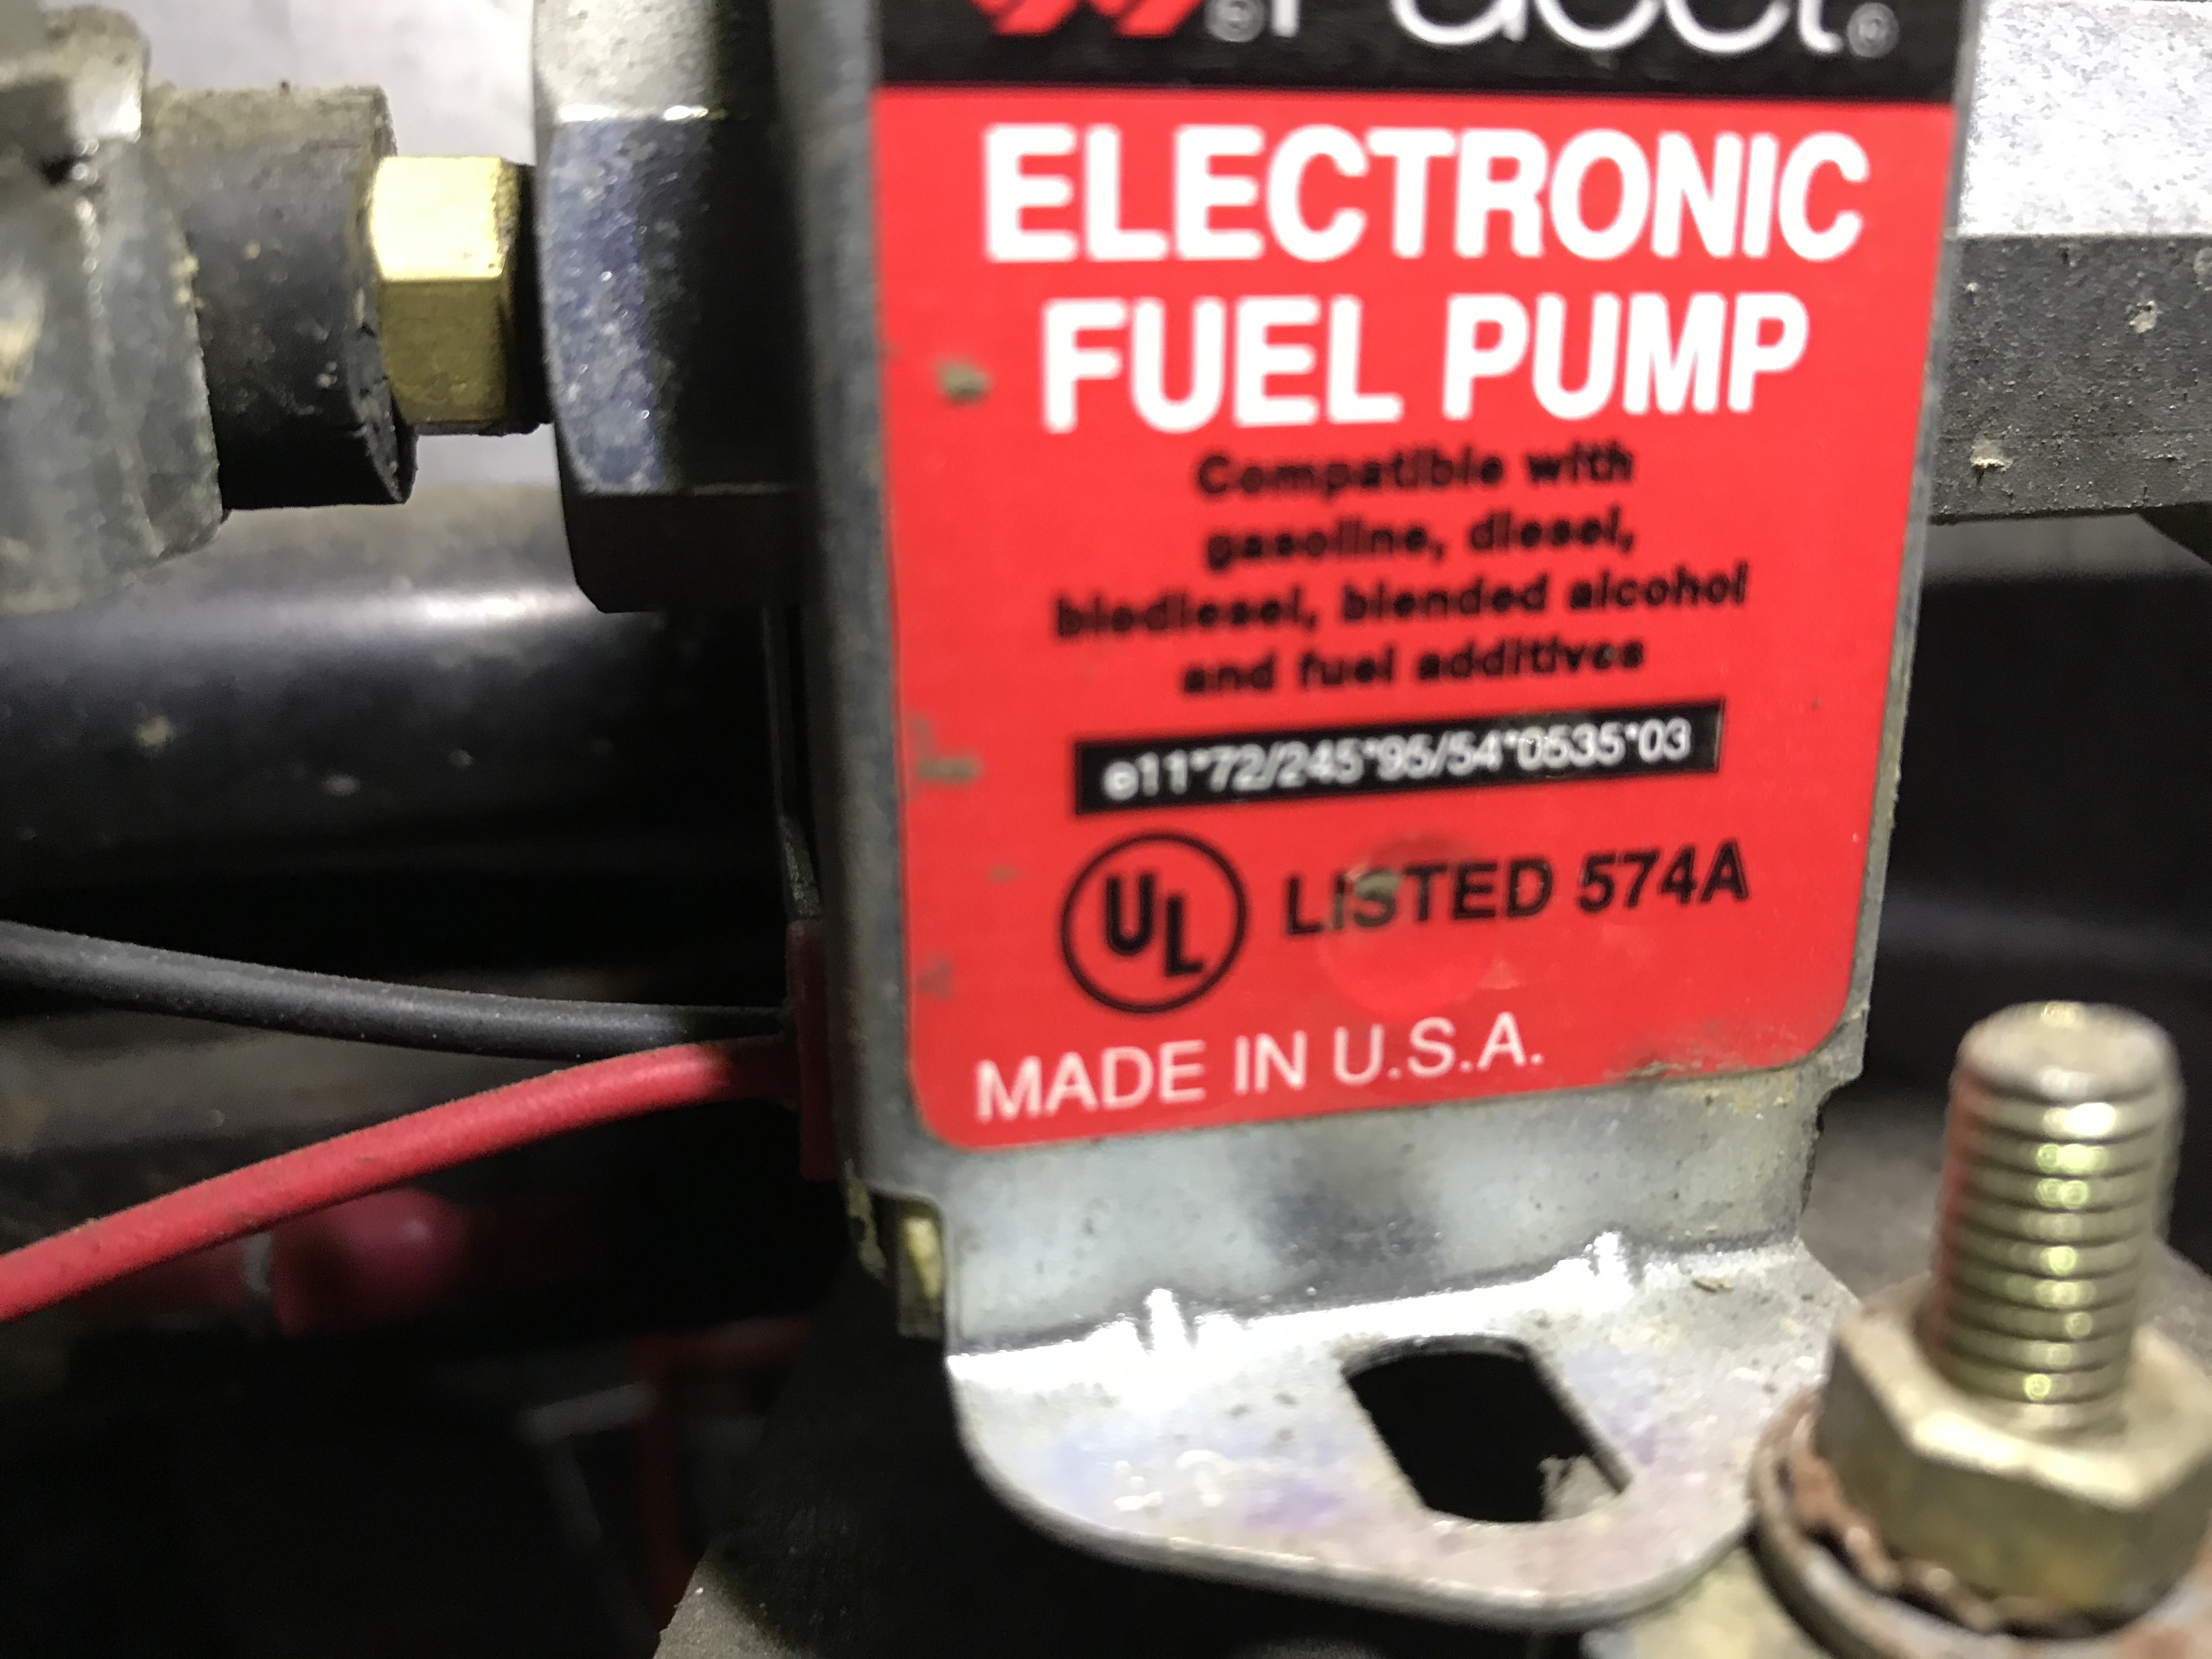 ELECTRONIC
FUEL PUMP
Compatible with
gasoline, diesel,
biodiesel, blended alcohol
and fuel additives
e11*72/245*95/54*0535*03
UL LISTED 574A
MADE IN U.S.A.